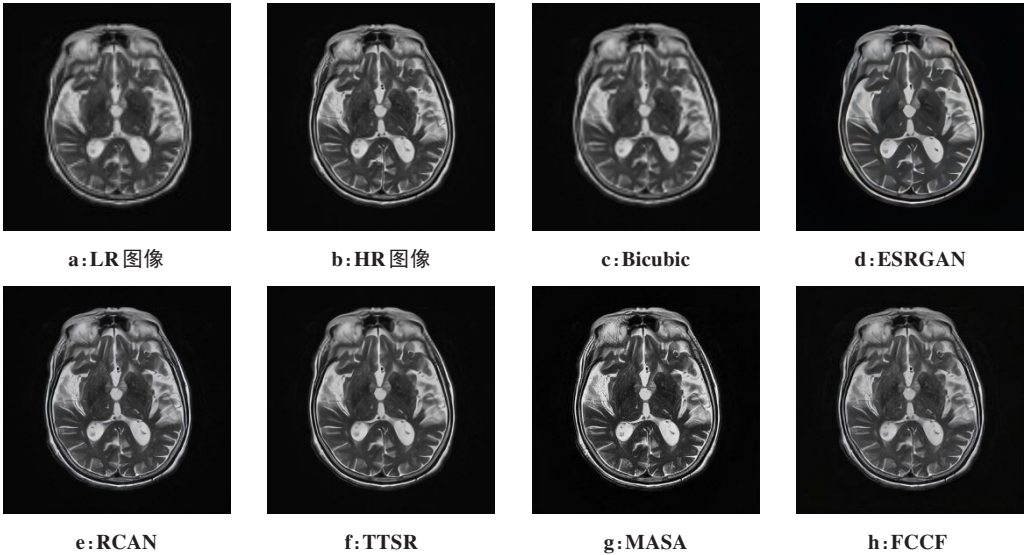 a:LR图像
b:HR图像
c:Bicubic
d:ESRGAN
e:RCAN
f:TTSR
g:MASA
h:FCCF